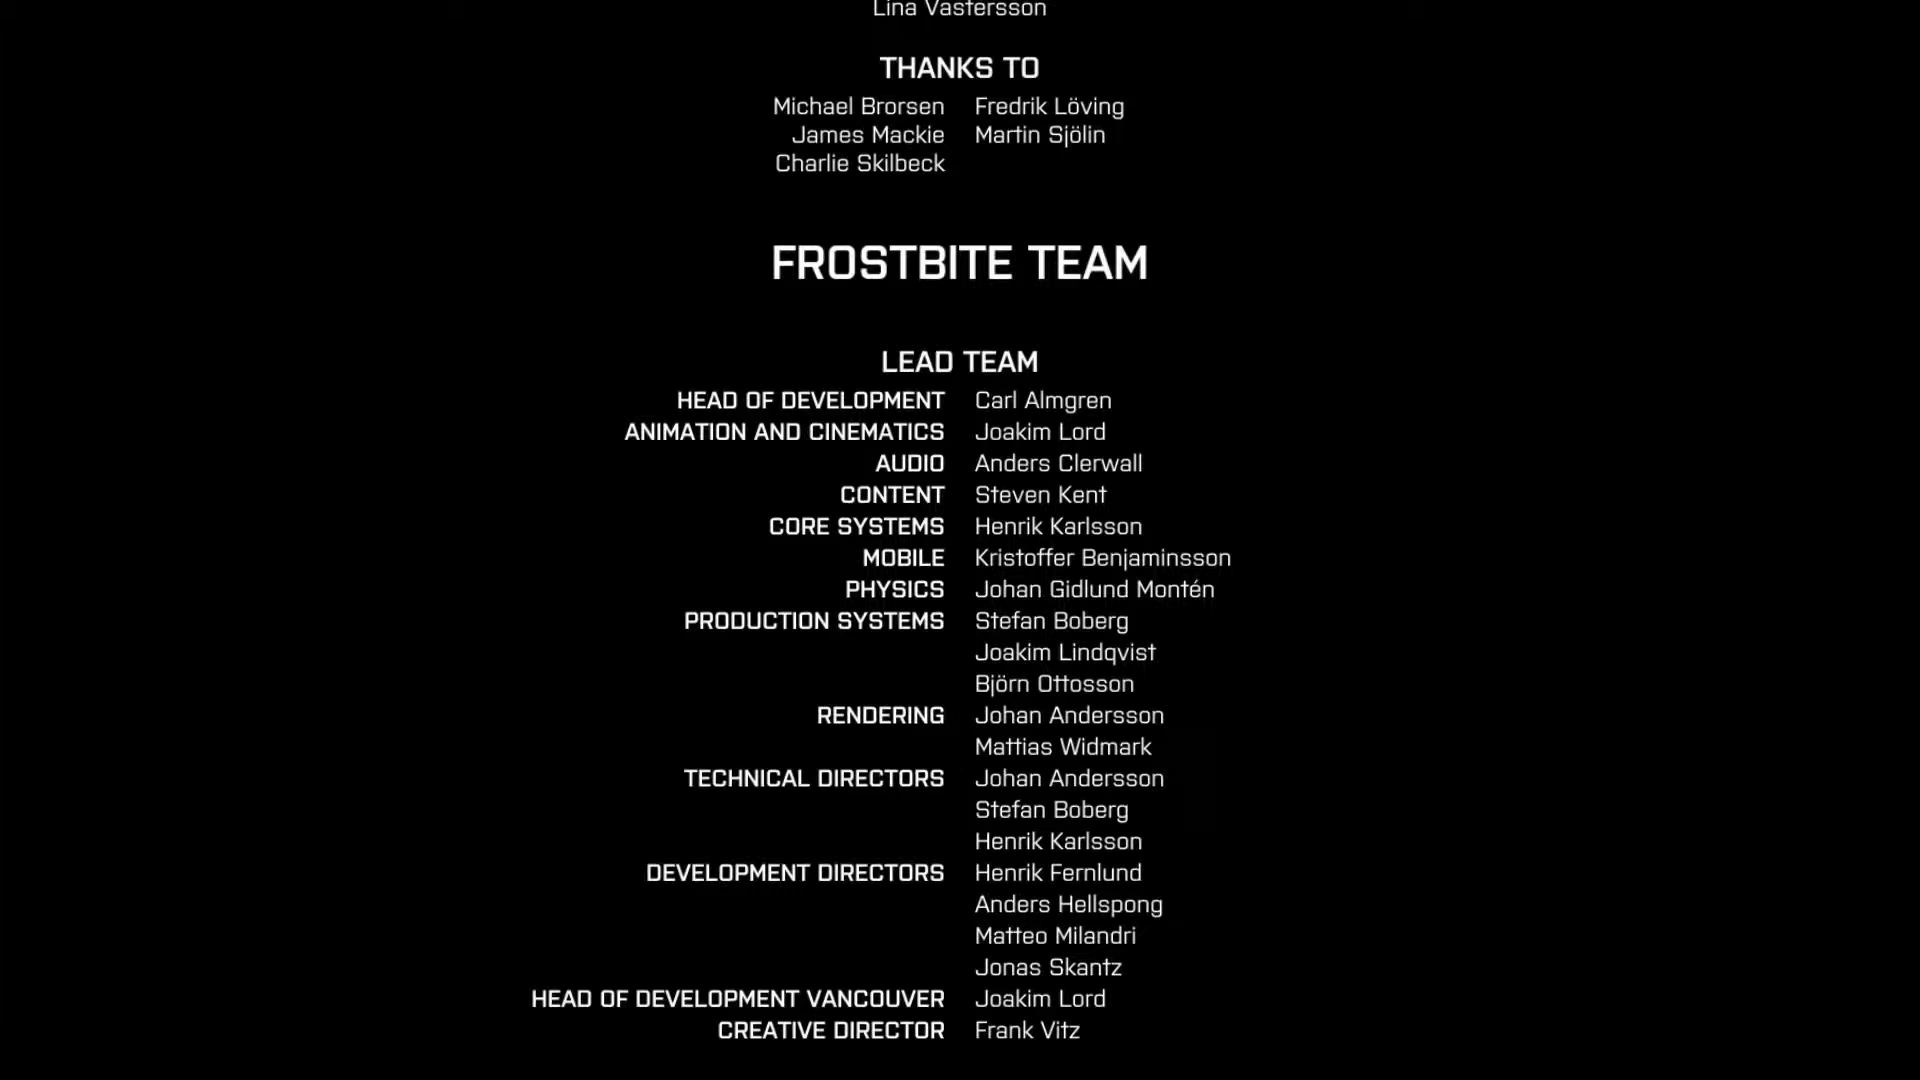 Lina Västersson
THANKS TO
Michael Brorsen Fredrik Löving
James Mackie Martin Sjölin
Charlie Skilbeck
FROSTBITE TEAM
LEAD TEAM
HEAD OF DEVELOPMENT Carl Almgren
ANIMATION AND CINEMATICS Joakim Lord
AUDIO Anders Clerwall
CONTENT Steven Kent
CORE SYSTEMS Henrik Karlsson
MOBILE Kristoffer Benjaminsson
PHYSICS Johan Gidlund Montén
PRODUCTION SYSTEMS Stefan Boberg
Joakim Lindqvist
Björn Ottosson
RENDERING Johan Andersson
Mattias Widmark
TECHNICAL DIRECTORS Johan Andersson
Stefan Boberg
Henrik Karlsson
DEVELOPMENT DIRECTORS Henrik Fernlund
Anders Hellspong
Matteo Milandri
Jonas Skantz
HEAD OF DEVELOPMENT VANCOUVER Joakim Lord
CREATIVE DIRECTOR Frank Vitz